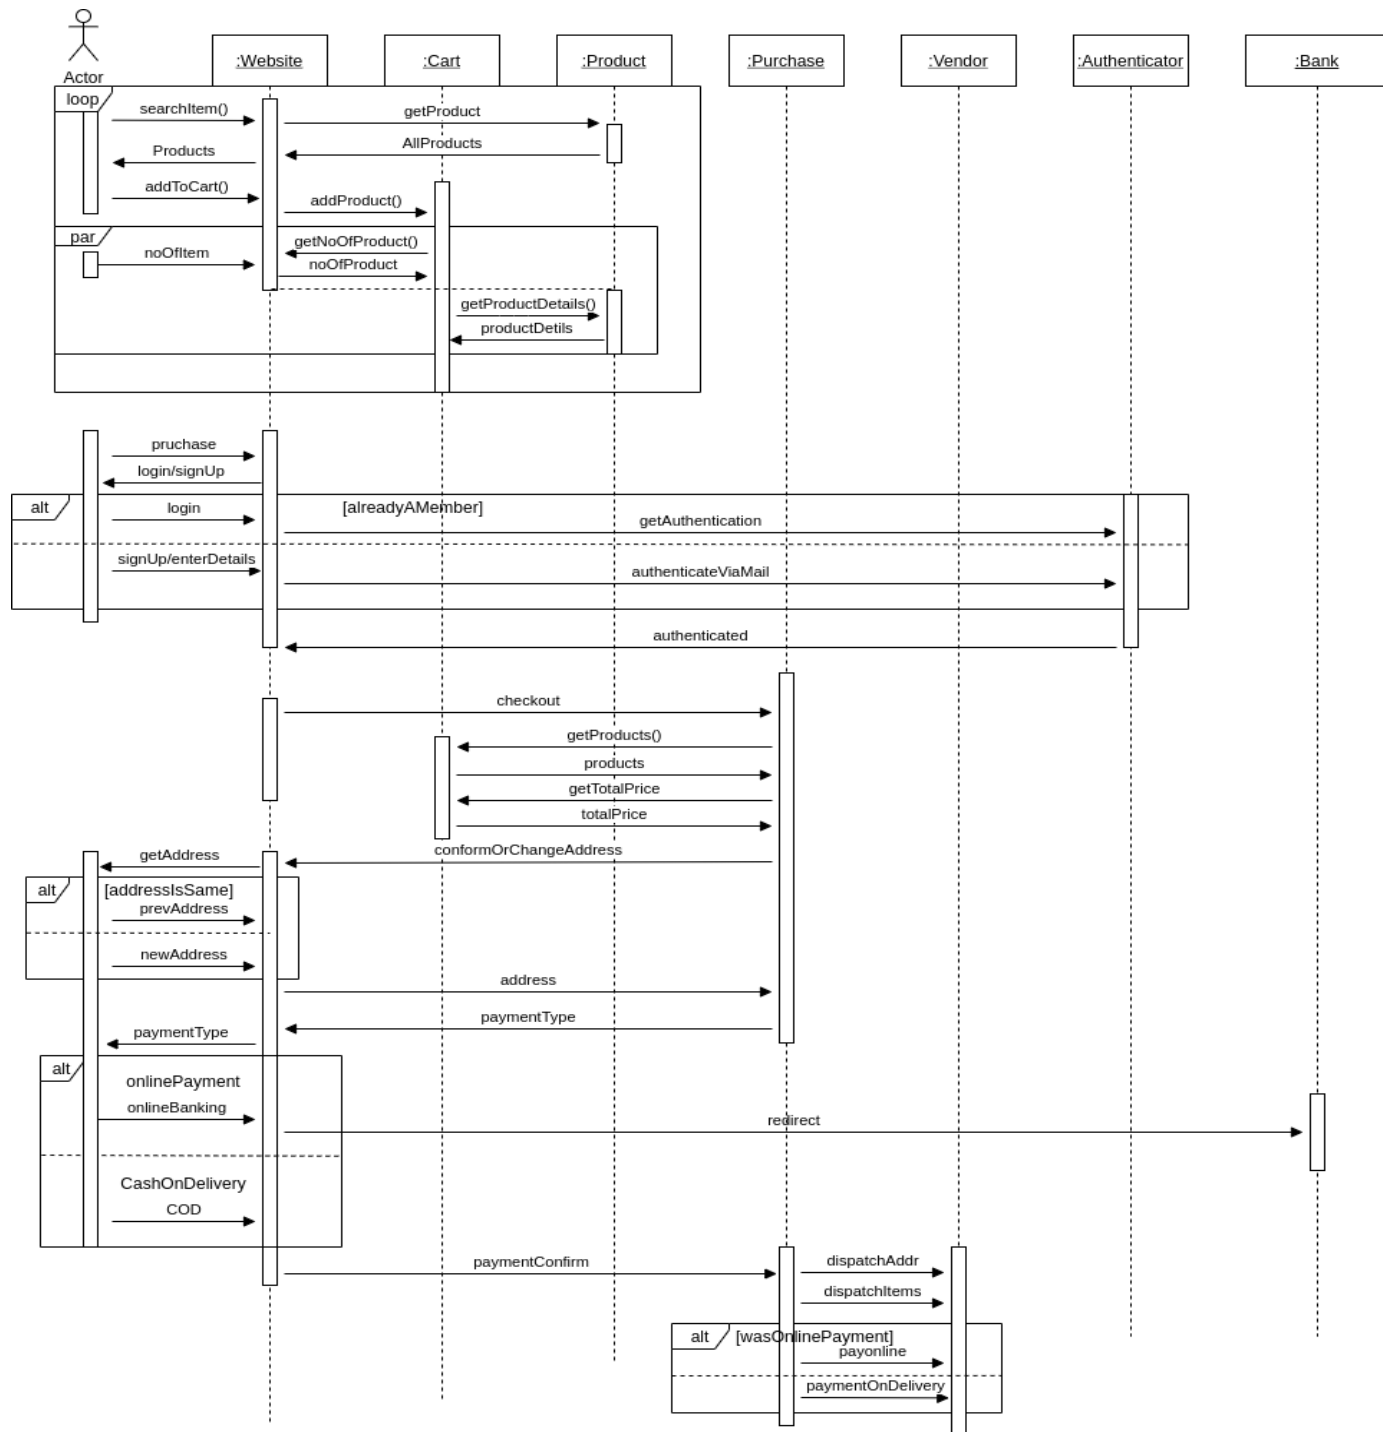 Actor
:Website
:Cart
:Product
:Purchase
:Vendor
:Authenticator
:Bank
loop
searchItem()
getProduct
AllProducts
Products
addToCart()
addProduct()
par
getNoOfProduct()
noOfItem
noOfProduct
getProductDetails()
productDetils
pruchase
login/signUp
alt
login
[alreadyAMember]
getAuthentication
signUp/enterDetails
authenticateViaMail
authenticated
checkout
getProducts()
products
getTotalPrice
totalPrice
conformOrChangeAddress
getAddress
alt
[addressIsSame]
prevAddress
newAddress
address
paymentType
paymentType
alt
onlinePayment
onlineBanking
redirect
CashOnDelivery
COD
paymentConfirm
dispatchAddr
dispatchItems
alt
[wasOnlinePayment]
payonline
paymentOnDelivery